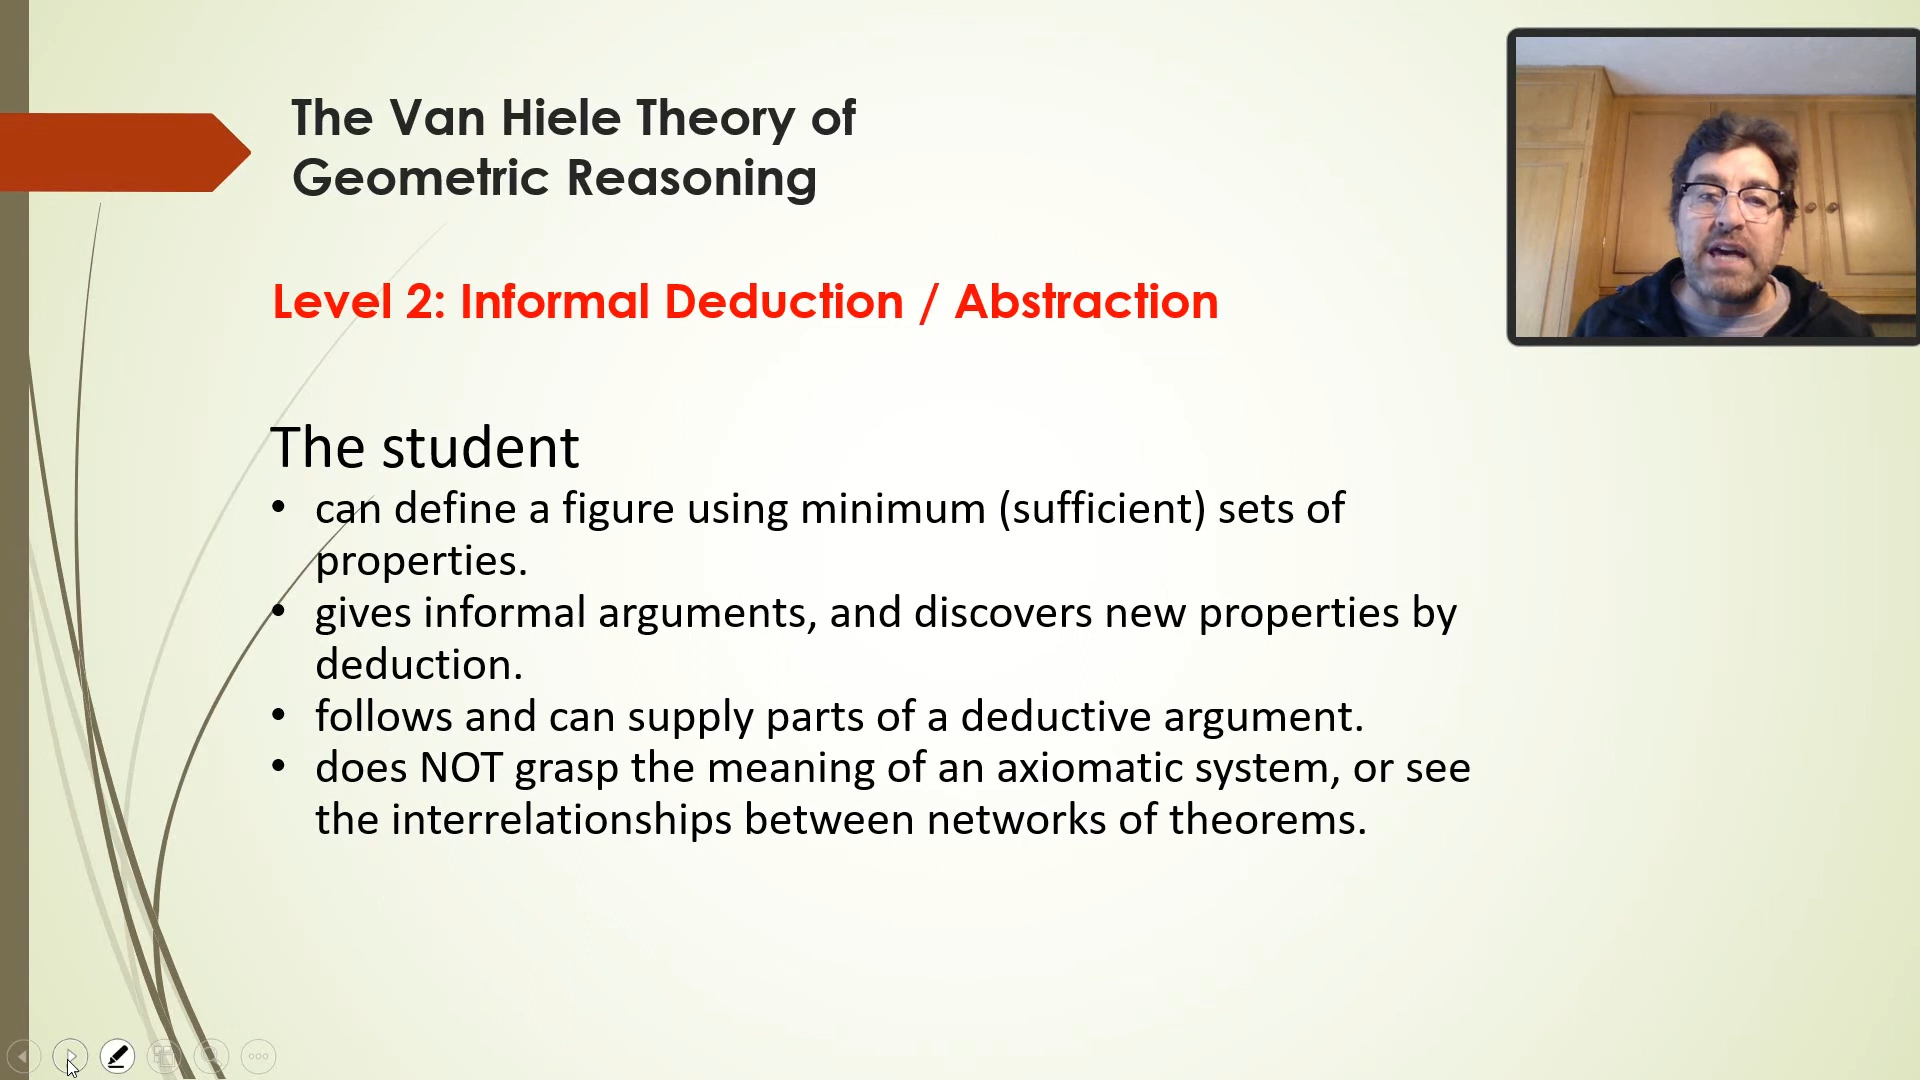 The Van Hiele Theory of
Geometric Reasoning
Level 2: Informal Deduction / Abstraction
The student
• can define a figure using minimum (sufficient) sets of
properties.
• gives informal arguments, and discovers new properties by
deduction.
• follows and can supply parts of a deductive argument.
• does NOT grasp the meaning of an axiomatic system, or see
the interrelationships between networks of theorems.